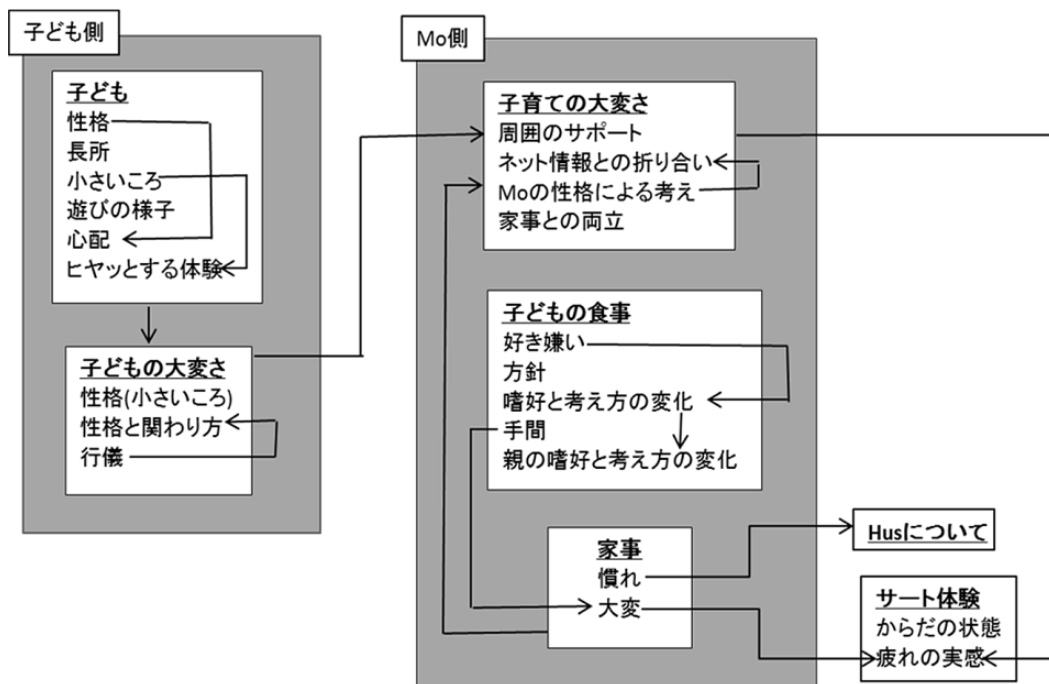 子ども側
子ども
性格
長所
小さいころ
遊びの様子
心配
ヒヤッとする体験
子どもの大変さ
性格(小さいころ)
性格と関わり方
行儀
Mo側
子育ての大変さ
周囲のサポート
ネット情報との折り合い
Moの性格による考え
家事との両立
子どもの食事
好き嫌い
方針
嗜好と考え方の変化
手間
親の嗜好と考え方の変化
家事
慣れ
大変
Husについて
サート体験
からだの状態
疲れの実感